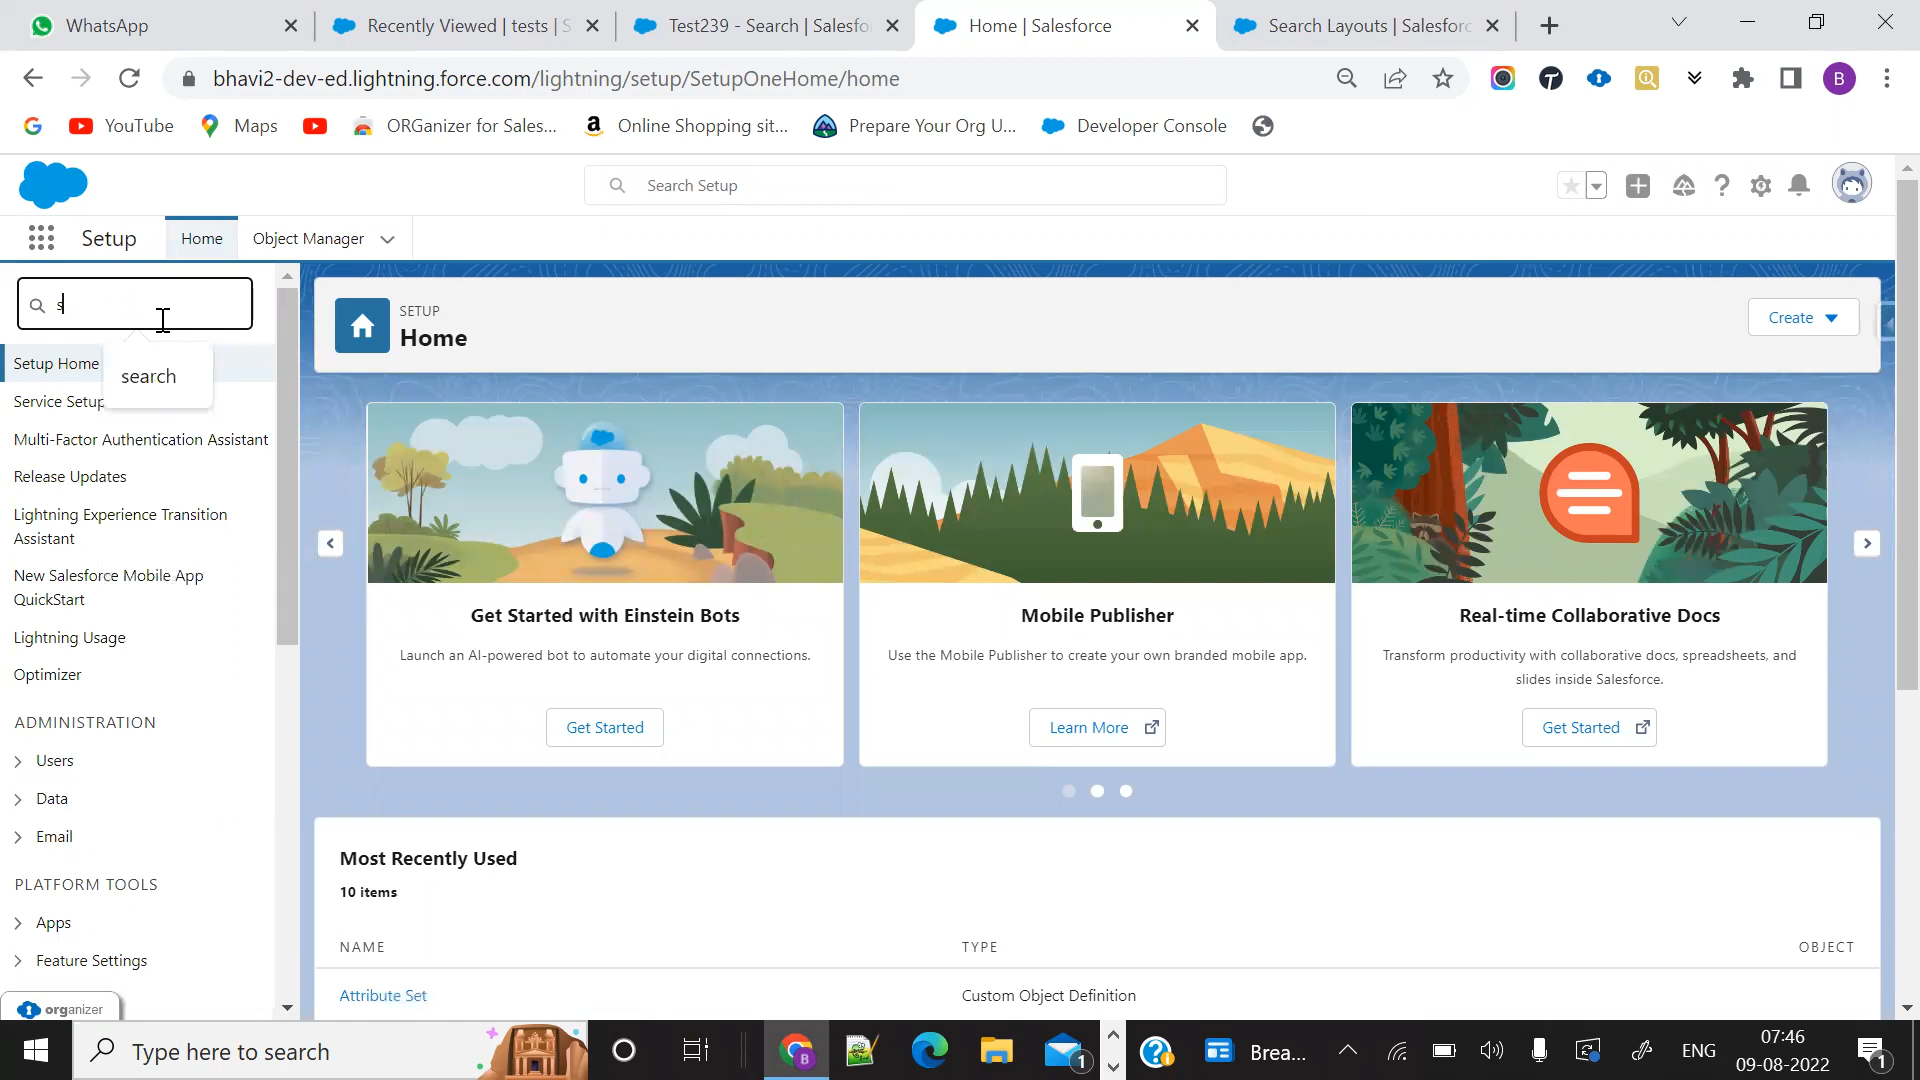 WhatsApp
Recently Viewed | tests | S
Test239 - Search | Salesfo
Home | Salesforce
Search Layouts | Salesforc
bhavi2-dev-ed.lightning.force.com/lightning/setup/SetupOneHome/home
B
YouTube
Maps
ORGanizer for Sales...
Online Shopping sit...
Prepare Your Org U...
Developer Console
Search Setup
Setup
Home
Object Manager
s
search
Setup Home
Service Setup
Multi-Factor Authentication Assistant
Release Updates
Lightning Experience Transition
Assistant
New Salesforce Mobile App
QuickStart
Lightning Usage
Optimizer
ADMINISTRATION
Users
Data
Email
PLATFORM TOOLS
Apps
Feature Settings
organizer
SETUP
Home
Create
Get Started with Einstein Bots
Launch an AI-powered bot to automate your digital connections.
Get Started
Mobile Publisher
Use the Mobile Publisher to create your own branded mobile app.
Learn More
Real-time Collaborative Docs
Transform productivity with collaborative docs, spreadsheets, and
slides inside Salesforce.
Get Started
Most Recently Used
10 items
NAME
TYPE
OBJECT
Attribute Set
Custom Object Definition
Type here to search
B
1
Brea...
ENG
07:46
09-08-2022
1